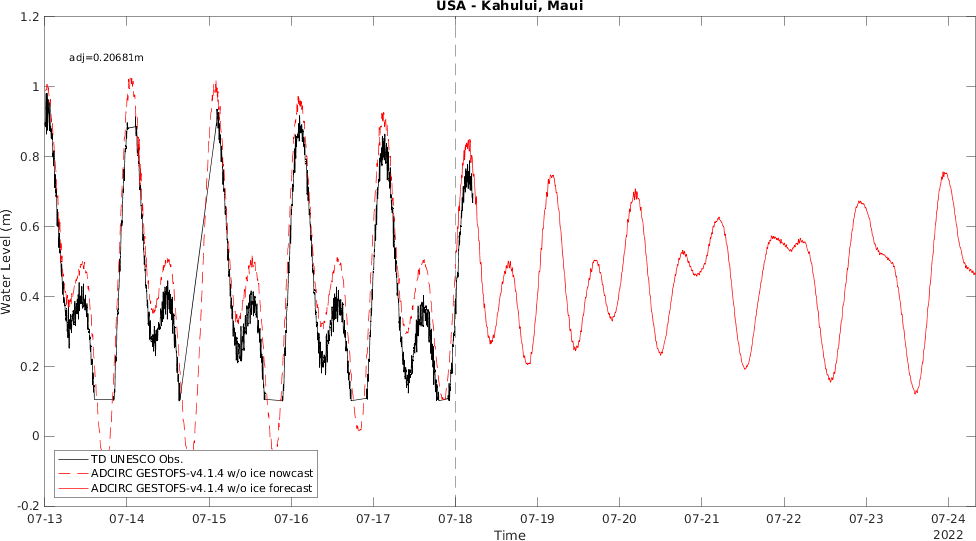 USA - Kahului, Maui
1.2
adj=0.20681m
1
0.8
0.6
0.4
0.2
0
-0.2
Water Level (m)
TD UNESCO Obs.
ADCIRC GESTOFS-v4.1.4 w/o ice nowcast
ADCIRC GESTOFS-v4.1.4 w/o ice forecast
07-13 07-14 07-15 07-16 07-17 07-18 07-19 07-20 07-21 07-22 07-23 07-24
Time
2022